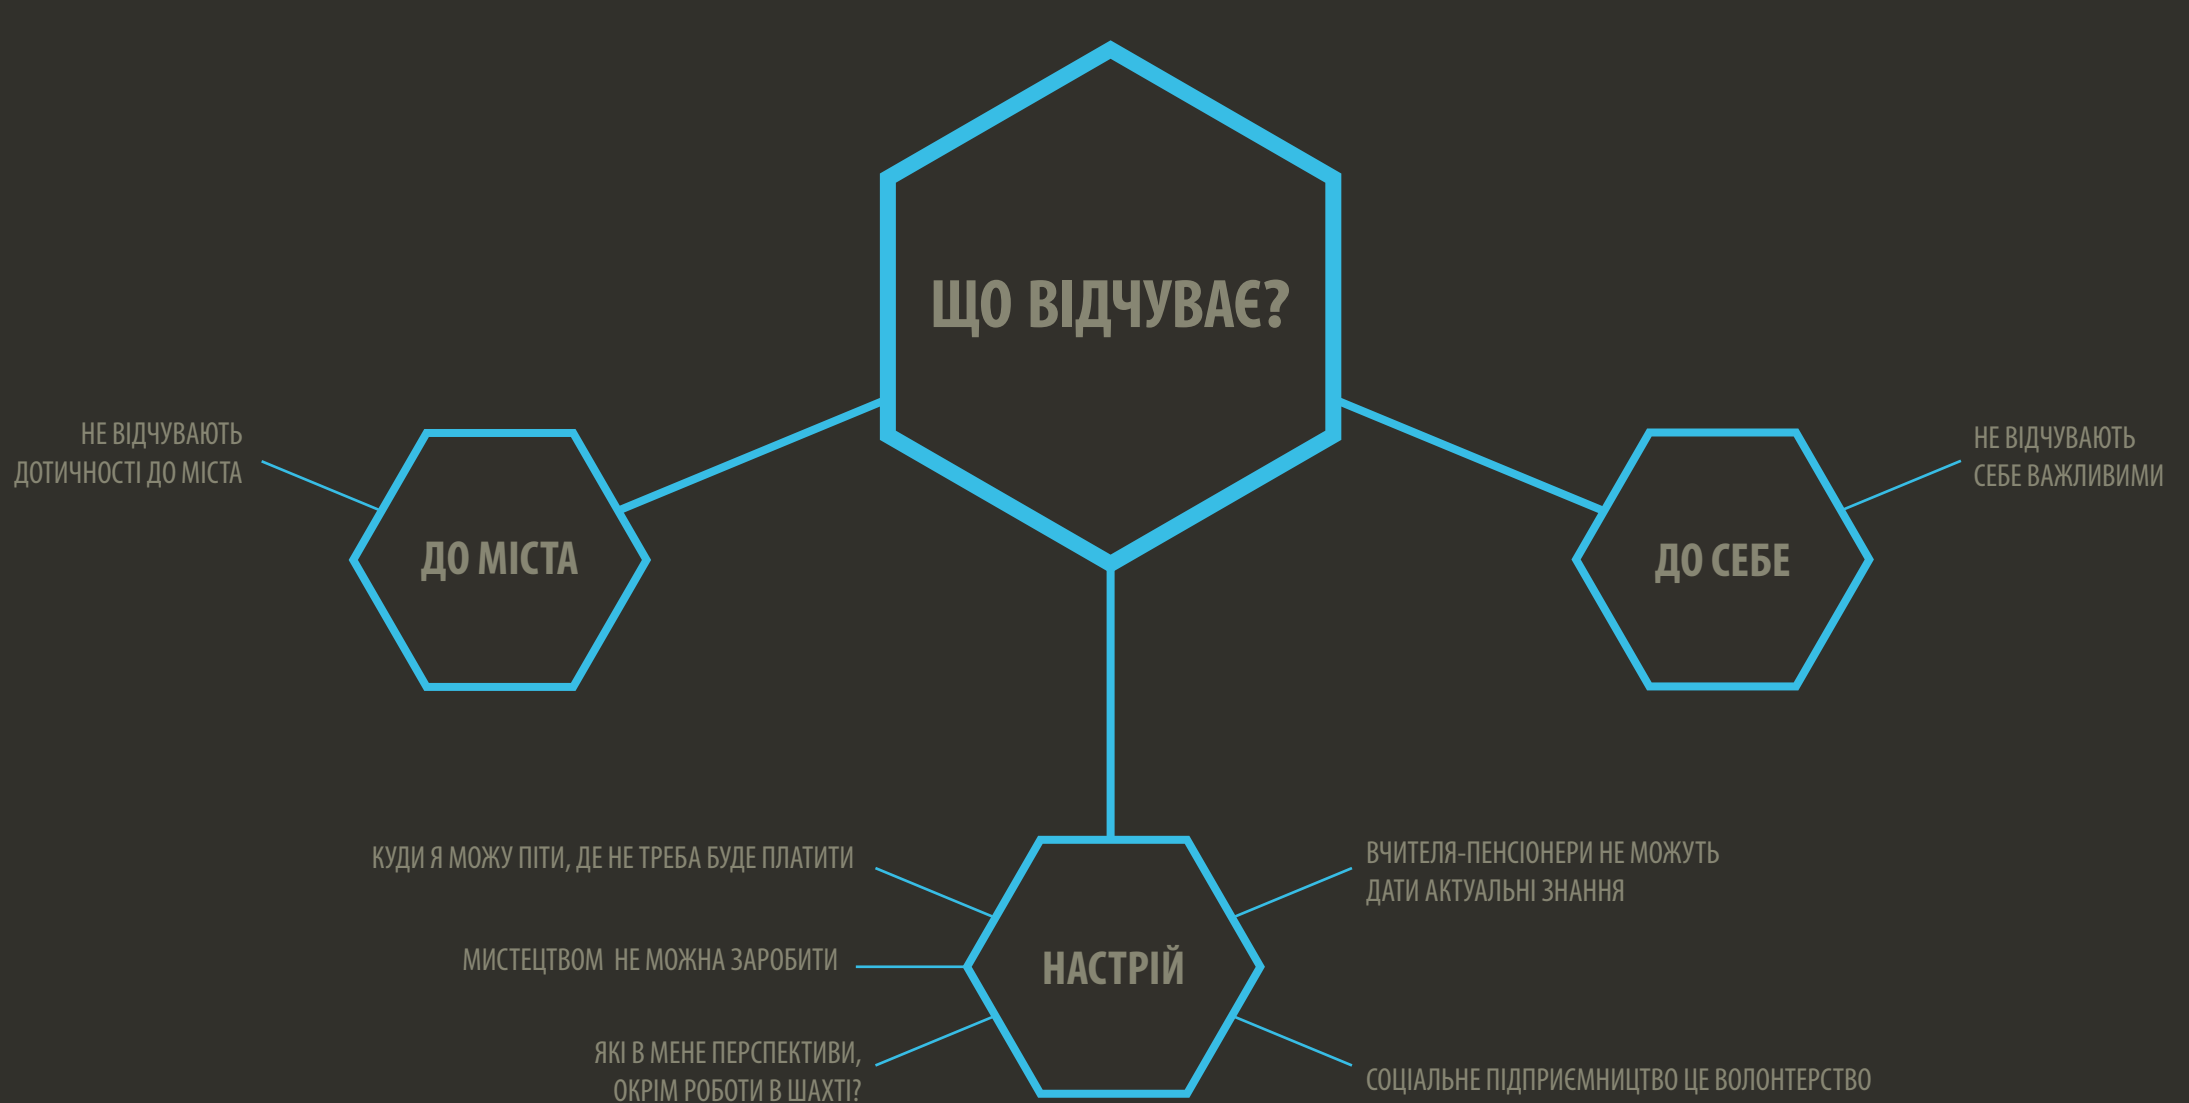 ЩО ВІДЧУВАЄ?
НЕ ВІДЧУВАЮТЬ
ДОТИЧНОСТІ ДО МІСТА
ДО МІСТА
НЕ ВІДЧУВАЮТЬ
СЕБЕ ВАЖЛИВИМИ
ДО СЕБЕ
КУДИ Я МОЖУ ПІТИ, ДЕ НЕ ТРЕБА БУДЕ ПЛАТИТИ
МИСТЕЦТВОМ НЕ МОЖНА ЗАРОБИТИ
ЯКІ В МЕНЕ ПЕРСПЕКТИВИ,
ОКРІМ РОБОТИ В ШАХТІ?
НАСТРІЙ
ВЧИТЕЛЯ-ПЕНСІОНЕРИ НЕ МОЖУТЬ
ДАТИ АКТУАЛЬНІ ЗНАННЯ
СОЦІАЛЬНЕ ПІДПРИЄМНИЦТВО ЦЕ ВОЛОНТЕРСТВО